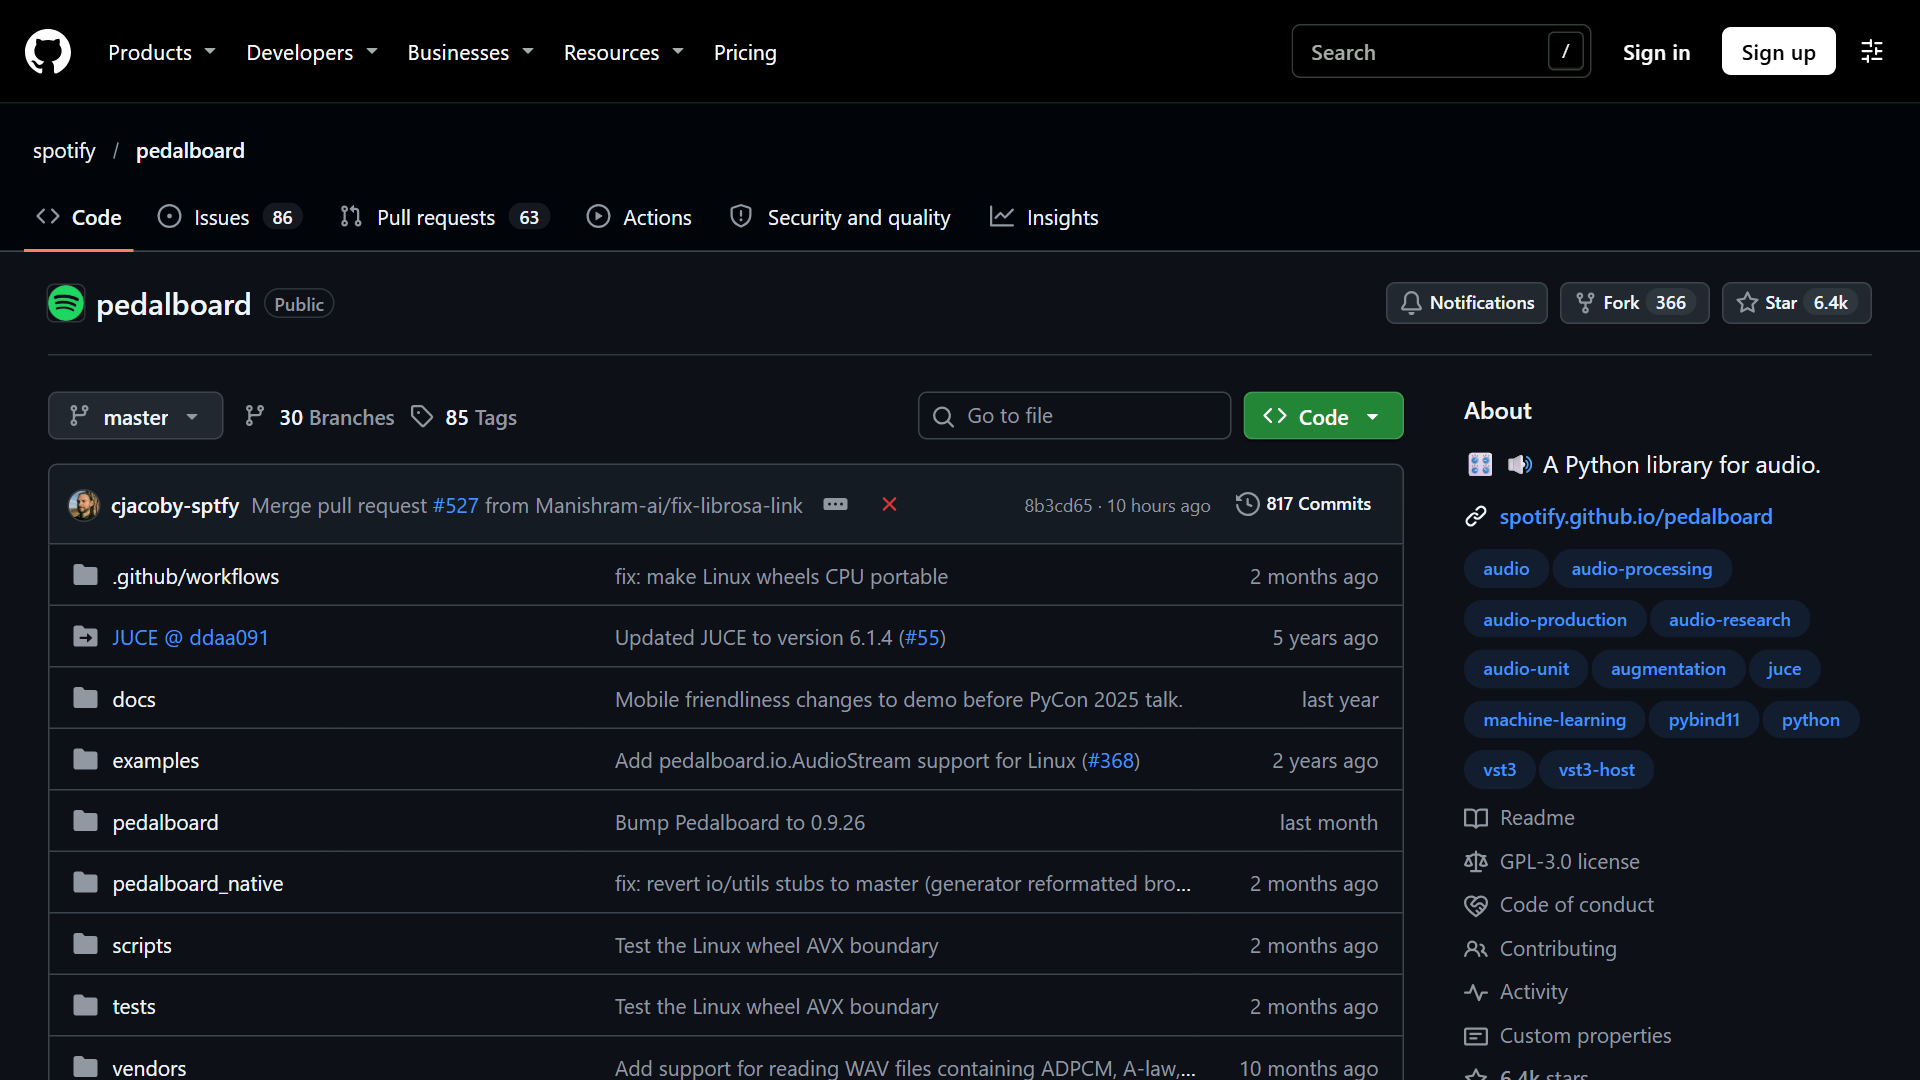 Products Developers Businesses Resources Pricing Search / Sign in Sign up
spotify / pedalboard
Code Issues 86 Pull requests 63 Actions Security and quality Insights
pedalboard Public Notifications Fork 366 Star 6.4k
master 30 Branches 85 Tags Go to file Code
cjacoby-sptfy Merge pull request #527 from Manishram-ai/fix-librosa-link 8b3cd65 · 10 hours ago 817 Commits
.github/workflows fix: make Linux wheels CPU portable 2 months ago
JUCE @ ddaa091 Updated JUCE to version 6.1.4 (#55) 5 years ago
docs Mobile friendliness changes to demo before PyCon 2025 talk. last year
examples Add pedalboard.io.AudioStream support for Linux (#368) 2 years ago
pedalboard Bump Pedalboard to 0.9.26 last month
pedalboard_native fix: revert io/utils stubs to master (generator reformatted bro... 2 months ago
scripts Test the Linux wheel AVX boundary 2 months ago
tests Test the Linux wheel AVX boundary 2 months ago
vendors Add support for reading WAV files containing ADPCM, A-law,... 10 months ago
About
A Python library for audio.
spotify.github.io/pedalboard
audio audio-processing
audio-production audio-research
audio-unit augmentation juce
machine-learning pybind11 python
vst3 vst3-host
Readme
GPL-3.0 license
Code of conduct
Contributing
Activity
Custom properties
6.4k stars